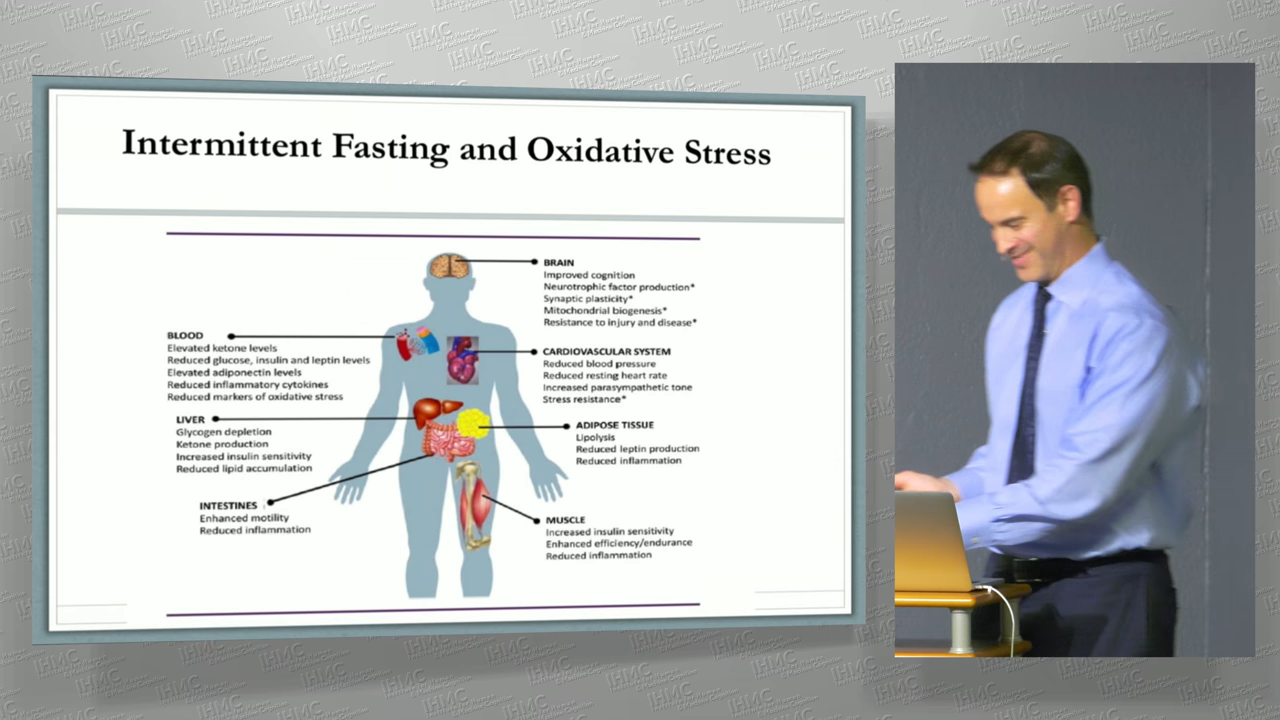 Intermittent Fasting and Oxidative Stress
BRAIN
Improved cognition
Neurotrophic factor production*
Synaptic plasticity*
Mitochondrial biogenesis*
Resistance to injury and disease*
BLOOD
Elevated ketone levels
Reduced glucose, insulin and leptin levels
Elevated adiponectin levels
Reduced inflammatory cytokines
Reduced markers of oxidative stress
CARDIOVASCULAR SYSTEM
Reduced blood pressure
Reduced resting heart rate
Increased parasympathetic tone
Stress resistance*
LIVER
Glycogen depletion
Ketone production
Increased insulin sensitivity
Reduced lipid accumulation
ADIPOSE TISSUE
Lipolysis
Reduced leptin production
Reduced inflammation
INTESTINES
Enhanced motility
Reduced inflammation
MUSCLE
Increased insulin sensitivity
Enhanced efficiency/endurance
Reduced inflammation
IHMC